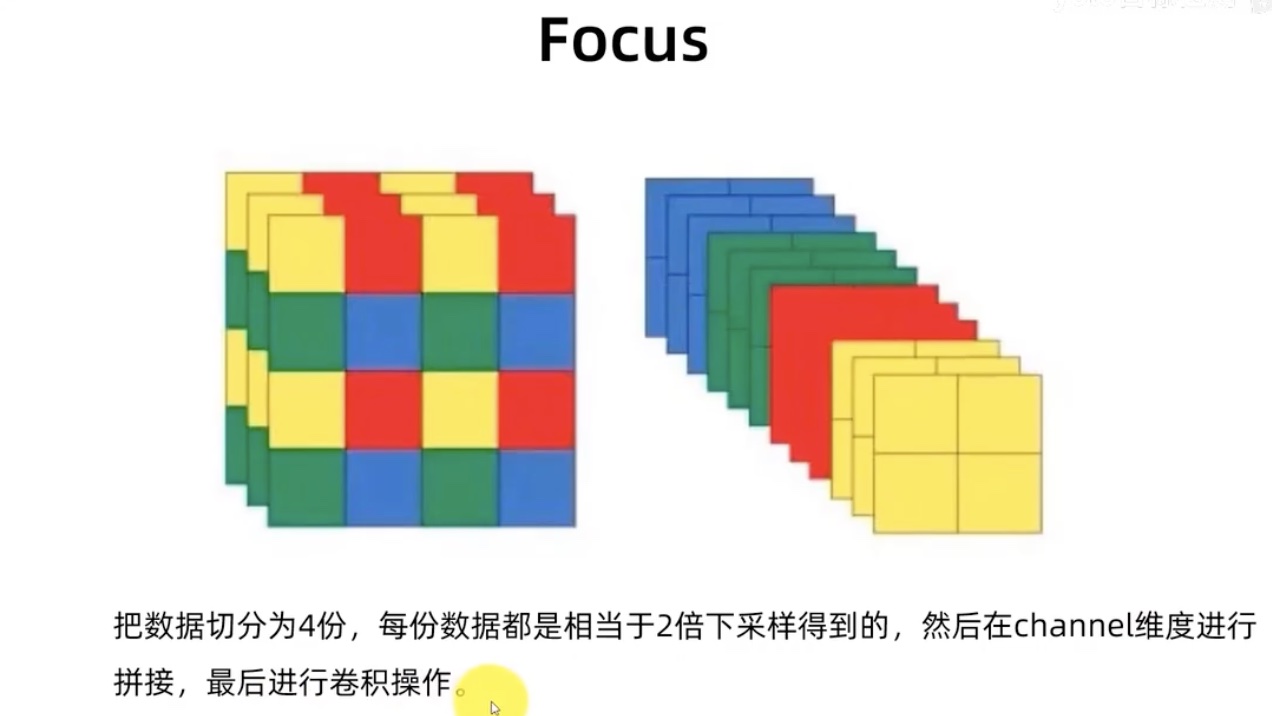 Focus
把数据切分为4份，每份数据都是相当于2倍下采样得到的，然后在channel维度进行
拼接，最后进行卷积操作。